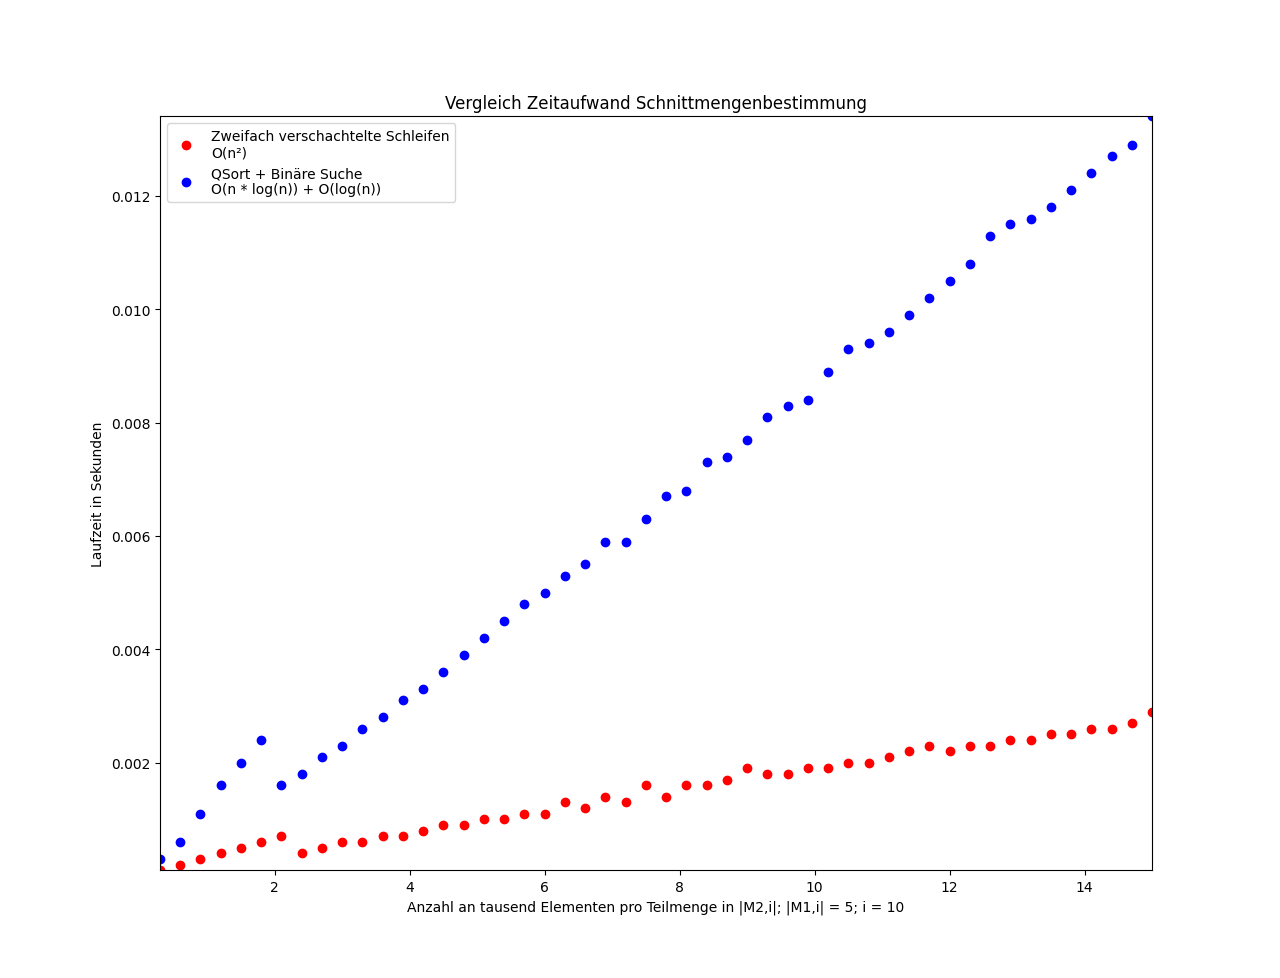 Vergleich Zeitaufwand Schnittmengenbestimmung
Zweifach verschachtelte Schleifen
O(n²)
QSort + Binäre Suche
O(n * log(n)) + O(log(n))
0.012
0.010
0.008
0.006
0.004
0.002
Laufzeit in Sekunden
2 4 6 8 10 12 14
Anzahl an tausend Elementen pro Teilmenge in |M2,i|; |M1,i| = 5; i = 10